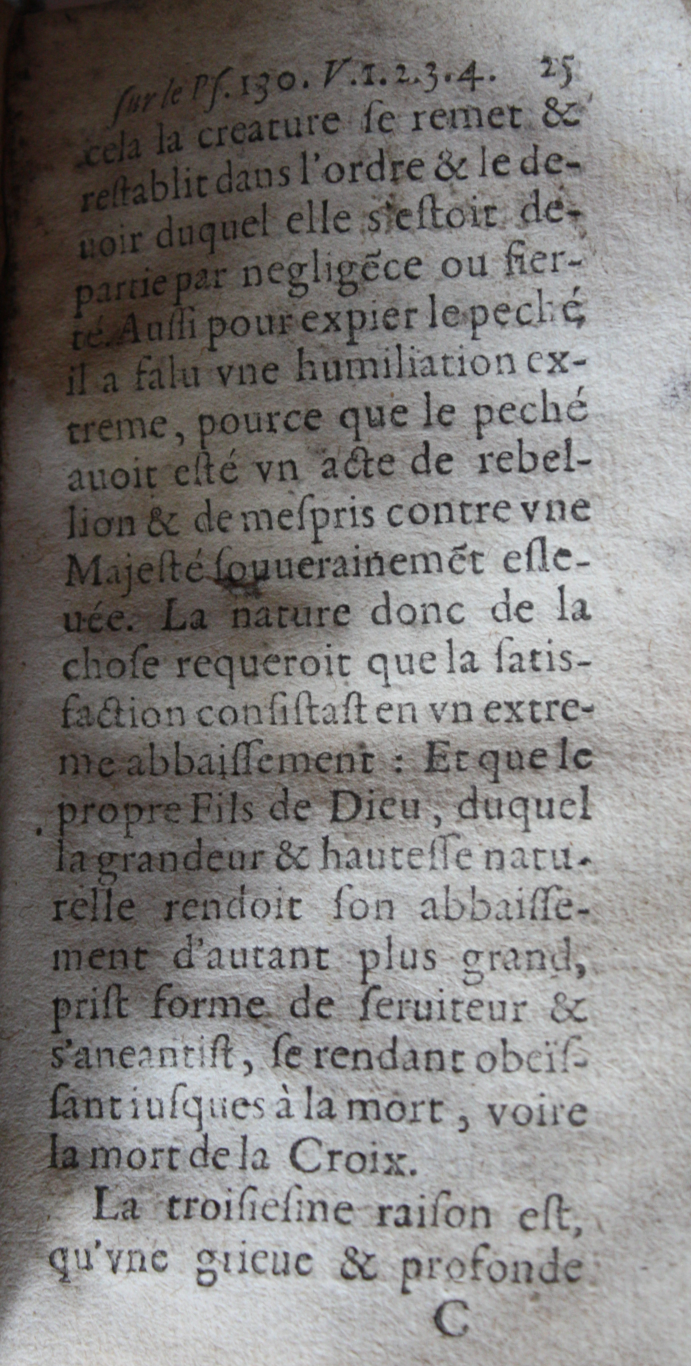 ſur le Pſ. 130. V.1.2.3.4. 25
cela la creature ſe remet &
reſtablit dans l'ordre & le de-
uoir duquel elle s'eſtoit de-
partie par negligẽce ou fier-
té. Auſſi pour expier le peché,
il a falu vne humiliation ex-
treme, pource que le peché
auoit eſté vn acte de rebel-
lion & de meſpris contre vne
Majeſté ſouuerainemẽt eſle-
uée. La nature donc de la
choſe requeroit que la ſatis-
faction conſiſtaſt en vn extre-
me abbaiſſement : Et que le
propre Fils de Dieu, duquel
la grandeur & hauteſſe natu-
relle rendoit ſon abbaiſſe-
ment d'autant plus grand,
priſt forme de ſeruiteur &
s'aneantiſt, ſe rendant obeïſ-
ſant iuſques à la mort, voire
la mort de la Croix.
La troiſieſme raiſon eſt,
qu'vne grieue & profonde
C